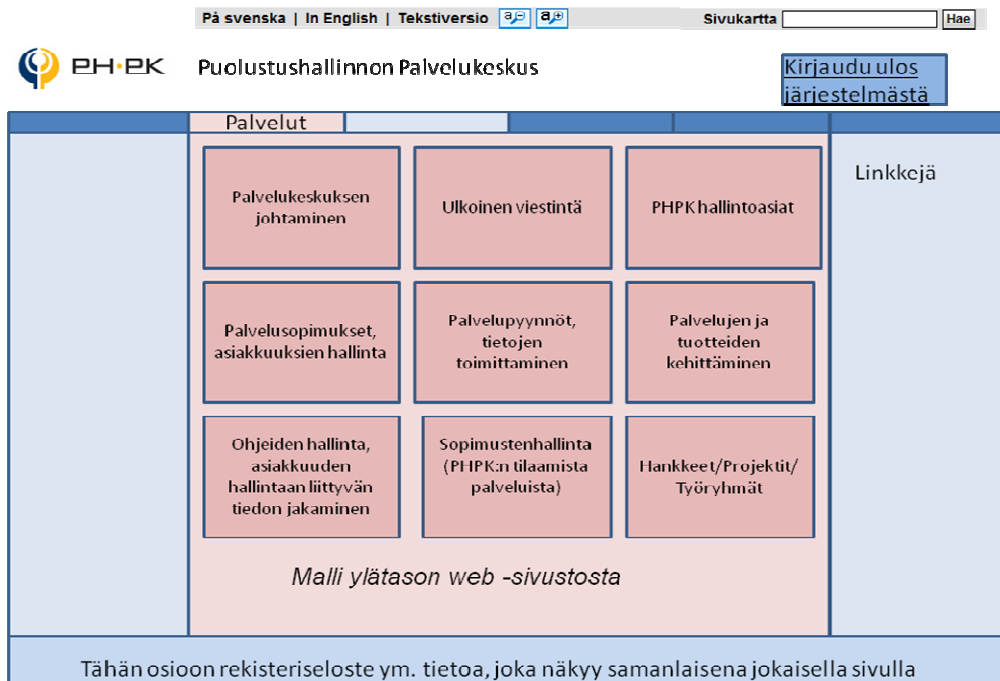 På svenska | In English | Tekstiversio a a Sivukartta Hae
PH·PK Puolustushallinnon Palvelukeskus
Kirjaudu ulos
järjestelmästä
Palvelut
Linkkejä
Palvelukeskuksen
johtaminen
Ulkoinen viestintä
PHPK hallintoasiat
Palvelusopimukset,
asiakkuuksien hallinta
Palvelupyynnöt,
tietojen
toimittaminen
Palvelujen ja
tuotteiden
kehittäminen
Ohjeiden hallinta,
asiakkuuden
hallintaan liittyvän
tiedon jakaminen
Sopimustenhallinta
(PHPK:n tilaamista
palveluista)
Hankkeet/Projektit/
Työryhmät
Malli ylätason web -sivustosta
Tähän osioon rekisteriseloste ym. tietoa, joka näkyy samanlaisena jokaisella sivulla